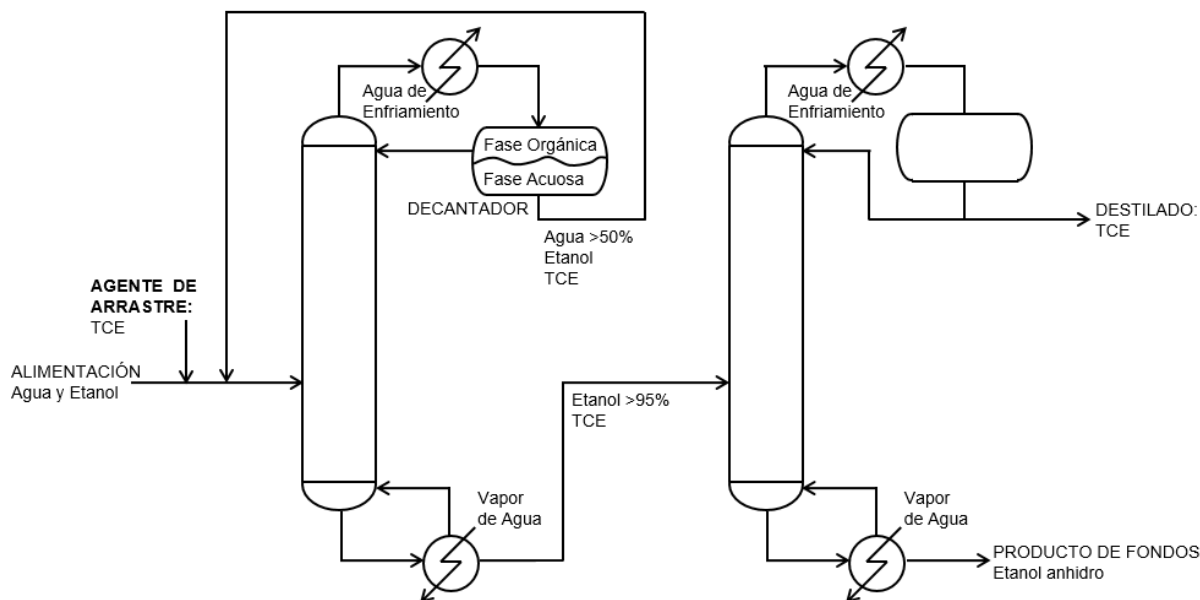 Agua de
Enfriamiento
Fase Orgánica
Fase Acuosa
DECANTADOR
Agua >50%
Etanol
TCE
AGENTE DE
ARRASTRE:
TCE
ALIMENTACIÓN
Agua y Etanol
Vapor
de Agua
Etanol >95%
TCE
Agua de
Enfriamiento
DESTILADO:
TCE
Vapor
de Agua
PRODUCTO DE FONDOS
Etanol anhidro